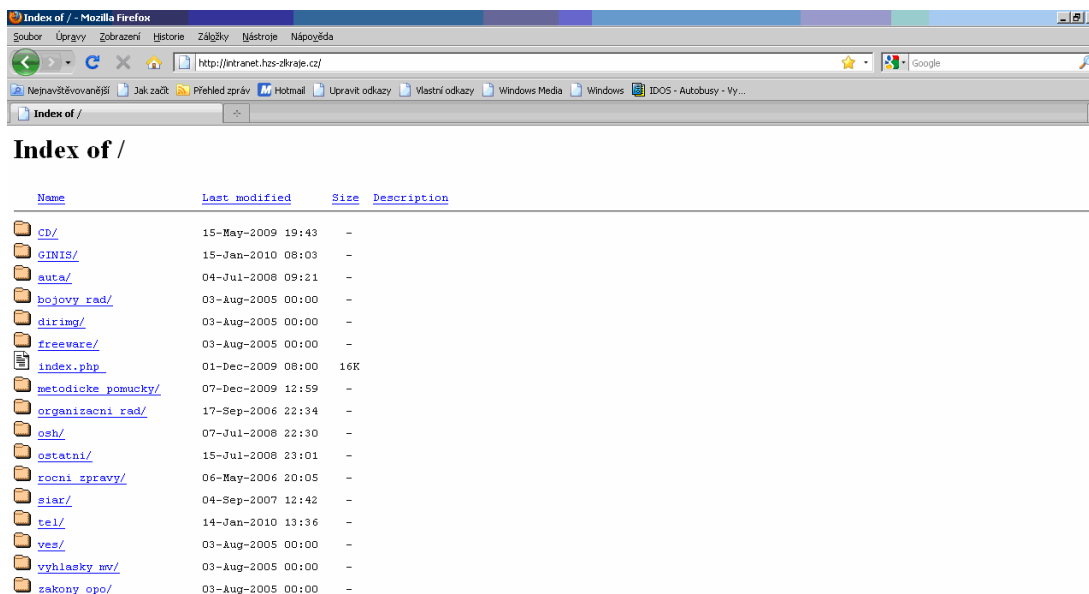 Index of / - Mozilla Firefox
Soubor Úpravy Zobrazení Historie Záložky Nástroje Nápověda
http://intranet.hzs-zlkraje.cz/ Google
Nejnavštěvovanější Jak začít Přehled zpráv Hotmail Upravit odkazy Vlastní odkazy Windows Media Windows IDOS - Autobusy - Vy...
Index of /
Index of /
Name Last modified Size Description
CD/ 15-May-2009 19:43 -
GINIS/ 15-Jan-2010 08:03 -
auta/ 04-Jul-2008 09:21 -
bojovy rad/ 03-Aug-2005 00:00 -
dirimg/ 03-Aug-2005 00:00 -
freeware/ 03-Aug-2005 00:00 -
index.php_ 01-Dec-2009 08:00 16K
metodicke pomucky/ 07-Dec-2009 12:59 -
organizacni rad/ 17-Sep-2006 22:34 -
osh/ 07-Jul-2008 22:30 -
ostatni/ 15-Jul-2008 23:01 -
rocni zpravy/ 06-May-2006 20:05 -
siar/ 04-Sep-2007 12:42 -
tel/ 14-Jan-2010 13:36 -
ves/ 03-Aug-2005 00:00 -
vyhlasky mv/ 03-Aug-2005 00:00 -
zakony opo/ 03-Aug-2005 00:00 -